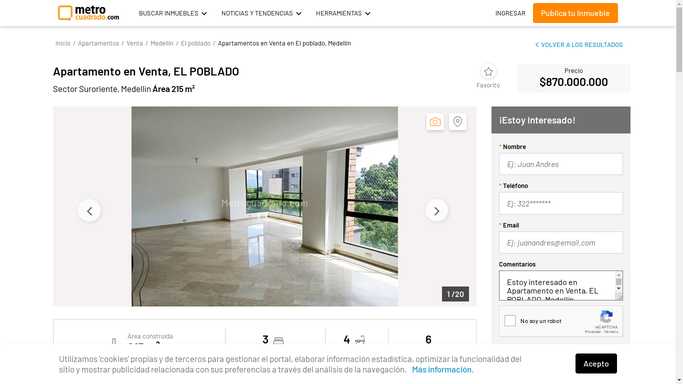 metro
cuadrado.com
BUSCAR INMUEBLES
NOTICIAS Y TENDENCIAS
HERRAMIENTAS
INGRESAR
Publica tu Inmueble
Inicio / Apartamentos / Venta / Medellín / El poblado / Apartamentos en Venta en El poblado, Medellín
VOLVER A LOS RESULTADOS
Apartamento en Venta, EL POBLADO
Sector Suroriente, Medellín Área 215 m²
Favorito
Precio
$870.000.000
¡Estoy Interesado!
* Nombre
Ej: Juan Andres
* Teléfono
Ej: 322*******
* Email
Ej: juanandres@email.com
Comentarios
Estoy interesado en
Apartamento en Venta, EL
POBLADO, Medellín
1 / 20
No soy un robot
reCAPTCHA
Privacidad - Términos
Área construida
3
4
6
Utilizamos 'cookies' propias y de terceros para gestionar el portal, elaborar información estadística, optimizar la funcionalidad del
sitio y mostrar publicidad relacionada con sus preferencias a través del análisis de la navegación. Más información.
Acepto